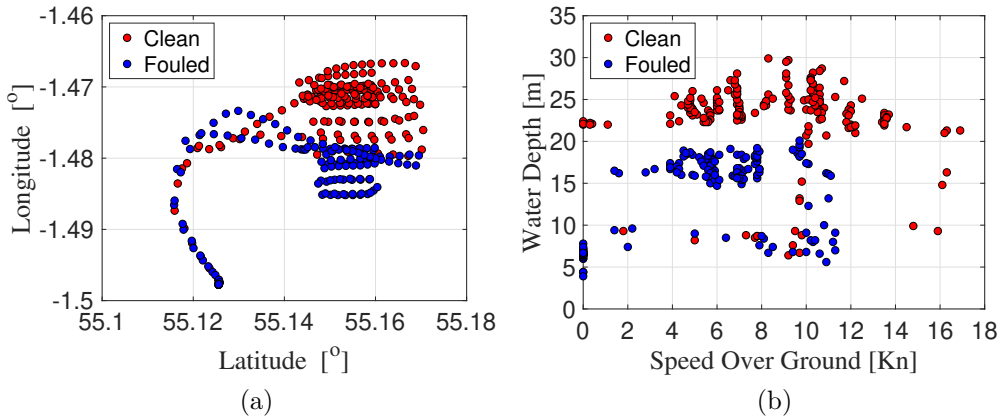 -1.46
Clean
Fouled
-1.47
-1.48
-1.49
-1.5
Longitude [°]
55.1 55.12 55.14 55.16 55.18
Latitude [°]
(a)
35
Clean
Fouled
30
25
20
15
10
5
0
Water Depth [m]
0 2 4 6 8 10 12 14 16 18
Speed Over Ground [Kn]
(b)